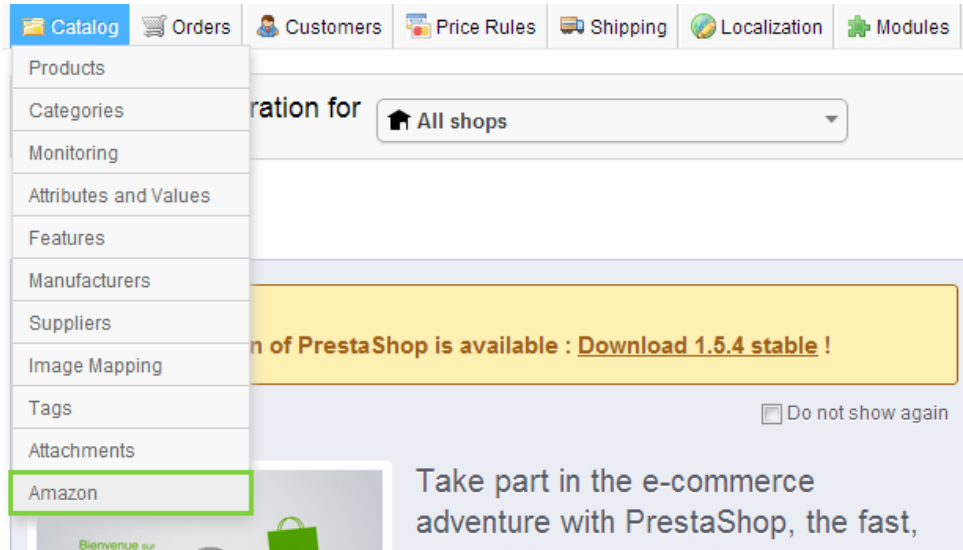 Catalog Orders Customers Price Rules Shipping Localization Modules
Products
Categories
ration for All shops
Monitoring
Attributes and Values
Features
Manufacturers
Suppliers
n of PrestaShop is available : Download 1.5.4 stable !
Image Mapping
Tags
Do not show again
Attachments
Amazon
Take part in the e-commerce
adventure with PrestaShop, the fast,
Bienvenue sur